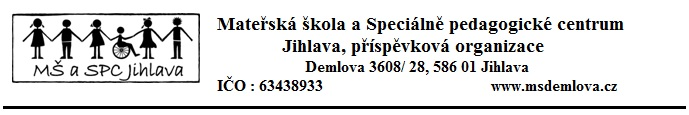 Mateřská škola a Speciálně pedagogické centrum
Jihlava, příspěvková organizace
Demlova 3608/ 28, 586 01 Jihlava
IČO : 63438933 www.msdemlova.cz
MŠ a SPC Jihlava